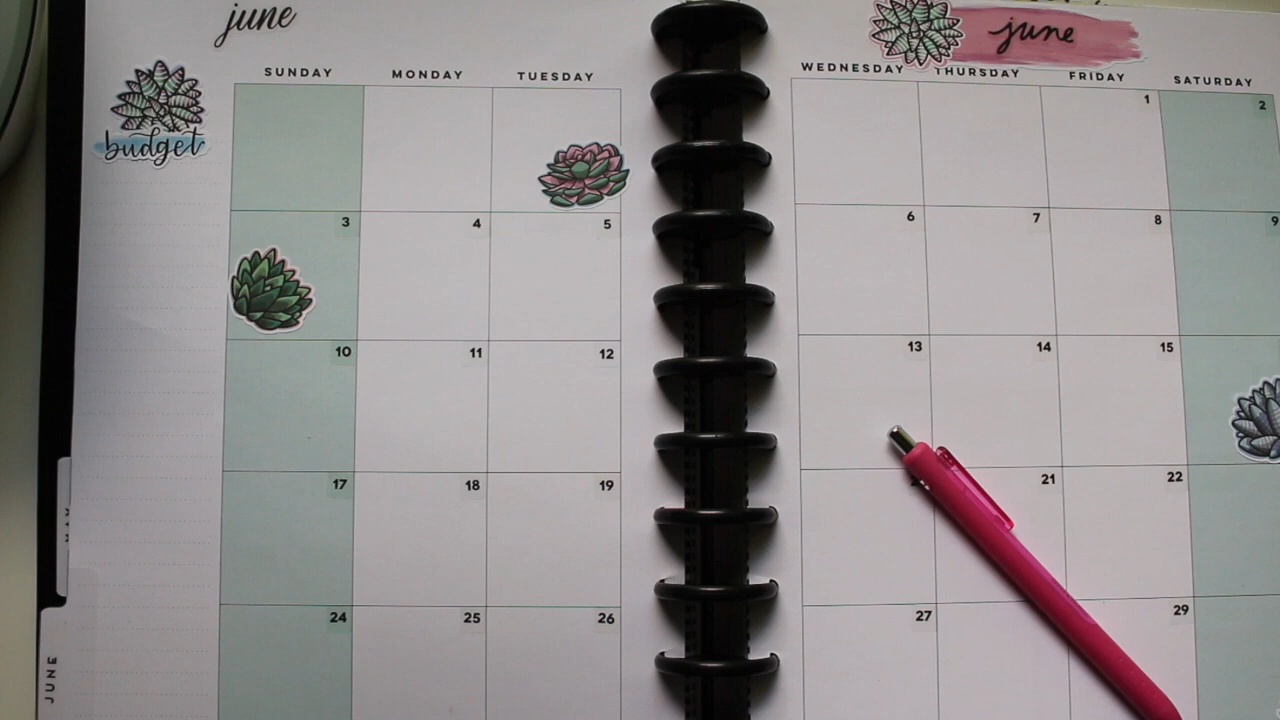 june
june
SUNDAY MONDAY TUESDAY WEDNESDAY THURSDAY FRIDAY SATURDAY
budget
1 2
3 4 5 6 7 8 9
10 11 12 13 14 15
17 18 19 21 22
24 25 26 27 29
JUNE